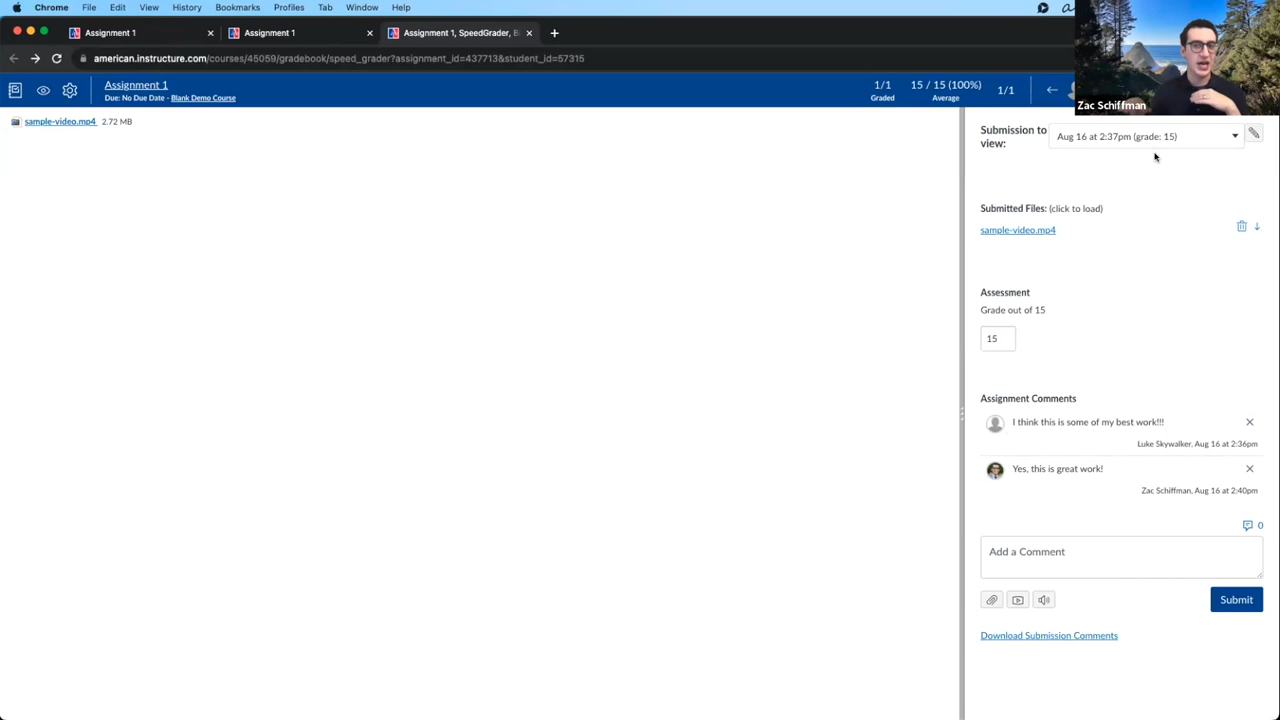 Chrome File Edit View History Bookmarks Profiles Tab Window Help
Assignment 1 Assignment 1 Assignment 1, SpeedGrader, B
american.instructure.com/courses/45059/gradebook/speed_grader?assignment_id=437713&student_id=57315
Assignment 1
Due: No Due Date - Blank Demo Course
1/1
Graded
15 / 15 (100%)
Average
1/1
Zac Schiffman
sample-video.mp4 2.72 MB
Submission to view:
Aug 16 at 2:37pm (grade: 15)
Submitted Files: (click to load)
sample-video.mp4
Assessment
Grade out of 15
15
Assignment Comments
I think this is some of my best work!!!
Luke Skywalker, Aug 16 at 2:36pm
Yes, this is great work!
Zac Schiffman, Aug 16 at 2:40pm
0
Add a Comment
Submit
Download Submission Comments